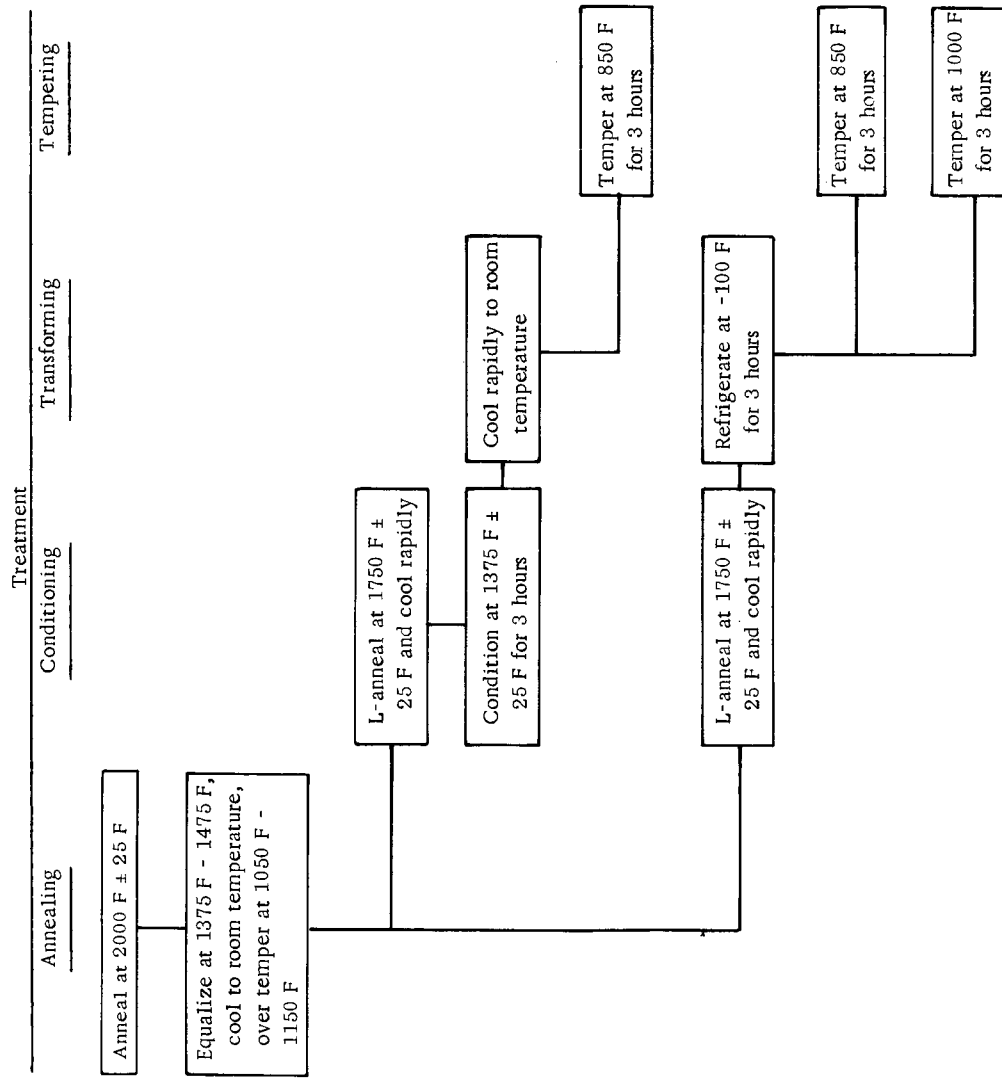 Treatment
Annealing
Conditioning
Transforming
Tempering
Anneal at 2000 F ± 25 F
Equalize at 1375 F - 1475 F,
cool to room temperature,
over temper at 1050 F -
1150 F
L-anneal at 1750 F ±
25 F and cool rapidly
Condition at 1375 F ±
25 F for 3 hours
Cool rapidly to room
temperature
Temper at 850 F
for 3 hours
L-anneal at 1750 F ±
25 F and cool rapidly
Refrigerate at -100 F
for 3 hours
Temper at 850 F
for 3 hours
Temper at 1000 F
for 3 hours